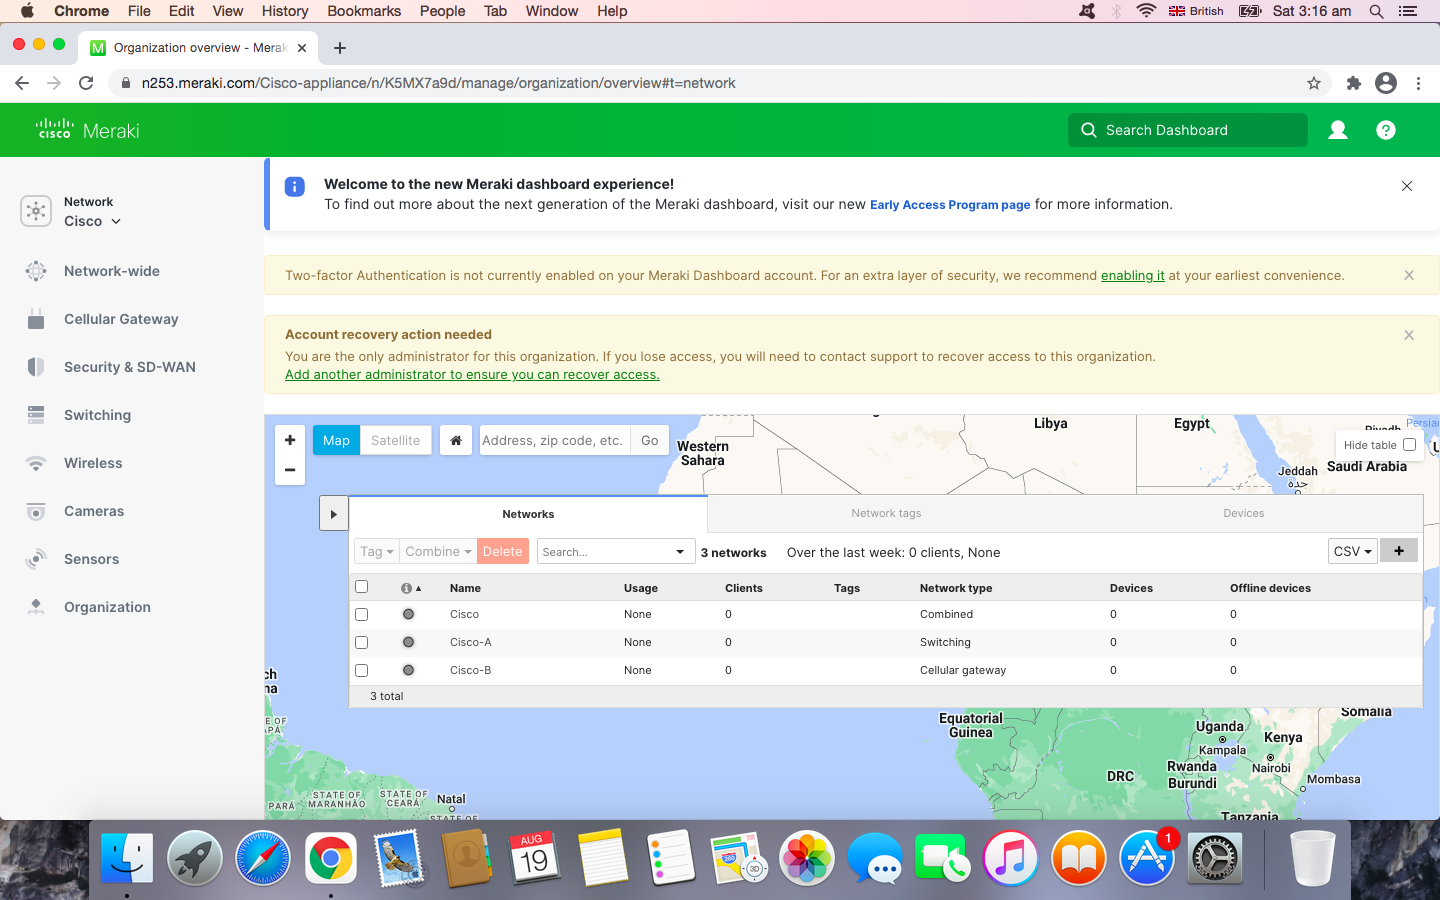 Chrome File Edit View History Bookmarks People Tab Window Help
British Sat 3:16 am
M Organization overview - Merak
n253.meraki.com/Cisco-appliance/n/K5MX7a9d/manage/organization/overview#t=network
CISCO Meraki
Search Dashboard
?
Network
Cisco
Network-wide
Cellular Gateway
Security & SD-WAN
Switching
Wireless
Cameras
Sensors
Organization
Welcome to the new Meraki dashboard experience!
To find out more about the next generation of the Meraki dashboard, visit our new Early Access Program page for more information.
Two-factor Authentication is not currently enabled on your Meraki Dashboard account. For an extra layer of security, we recommend enabling it at your earliest convenience.
Account recovery action needed
You are the only administrator for this organization. If you lose access, you will need to contact support to recover access to this organization.
Add another administrator to ensure you can recover access.
+
−
Map Satellite
Address, zip code, etc. Go
Hide table
Western
Sahara
Libya
Egypt
Persian
Riyadh
Jeddah
جدة
Saudi Arabia
Networks Network tags Devices
Tag Combine Delete Search... 3 networks Over the last week: 0 clients, None CSV +
Name Usage Clients Tags Network type Devices Offline devices
Cisco None 0 Combined 0 0
Cisco-A None 0 Switching 0 0
Cisco-B None 0 Cellular gateway 0 0
3 total
Equatorial
Guinea
Uganda
Kampala
Kenya
Nairobi
Somalia
Rwanda
Burundi
DRC
Mombasa
Tanzania
STATE OF
MARANHÃO
STATE OF
CEARÁ
PARÁ
Natal
STATE OF
AUG
19
280
3D
1